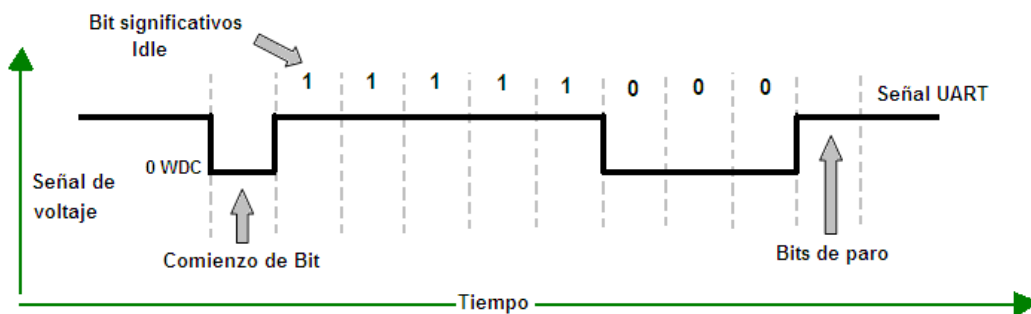 Bit significativos
Idle
1 1 1 1 1 0 0 0
Señal UART
0 WDC
Señal de
voltaje
Comienzo de Bit
Bits de paro
Tiempo